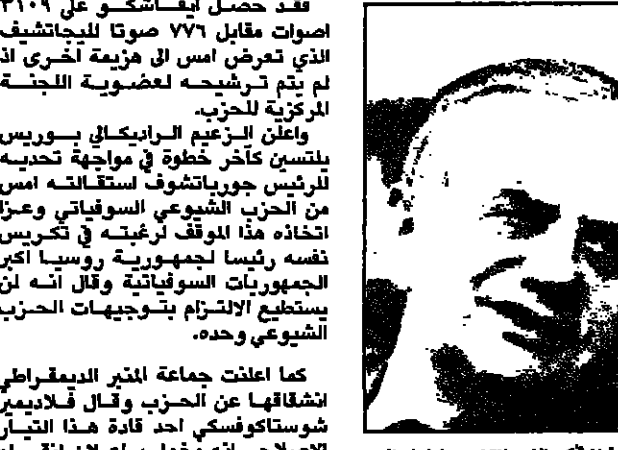 فقد حصل ايفاشكو على ٣١٠٩
اصوات مقابل ٧٧٦ صوتا لليجاتشيف
الذي تعرض امس الى هزيمة اخرى اذ
لم يتم ترشيحه لعضوية اللجنة
المركزية للحزب.
واعلن الزعيم الراديكالي بوريس
يلتسين كآخر خطوة في مواجهة تحديه
للرئيس جورباتشوف استقالته امس
من الحزب الشيوعي السوفياتي وعزا
اتخاذه هذا الموقف لرغبته في تكريس
نفسه رئيسا لجمهورية روسيا اكبر
الجمهوريات السوفياتية وقال انه لن
يستطيع الالتزام بتوجيهات الحزب
الشيوعي وحده.
كما اعلنت جماعة المنبر الديمقراطي
انشقاقها عن الحزب وقال فلاديمير
شوستاكوفسكي احد قادة هذا التيار